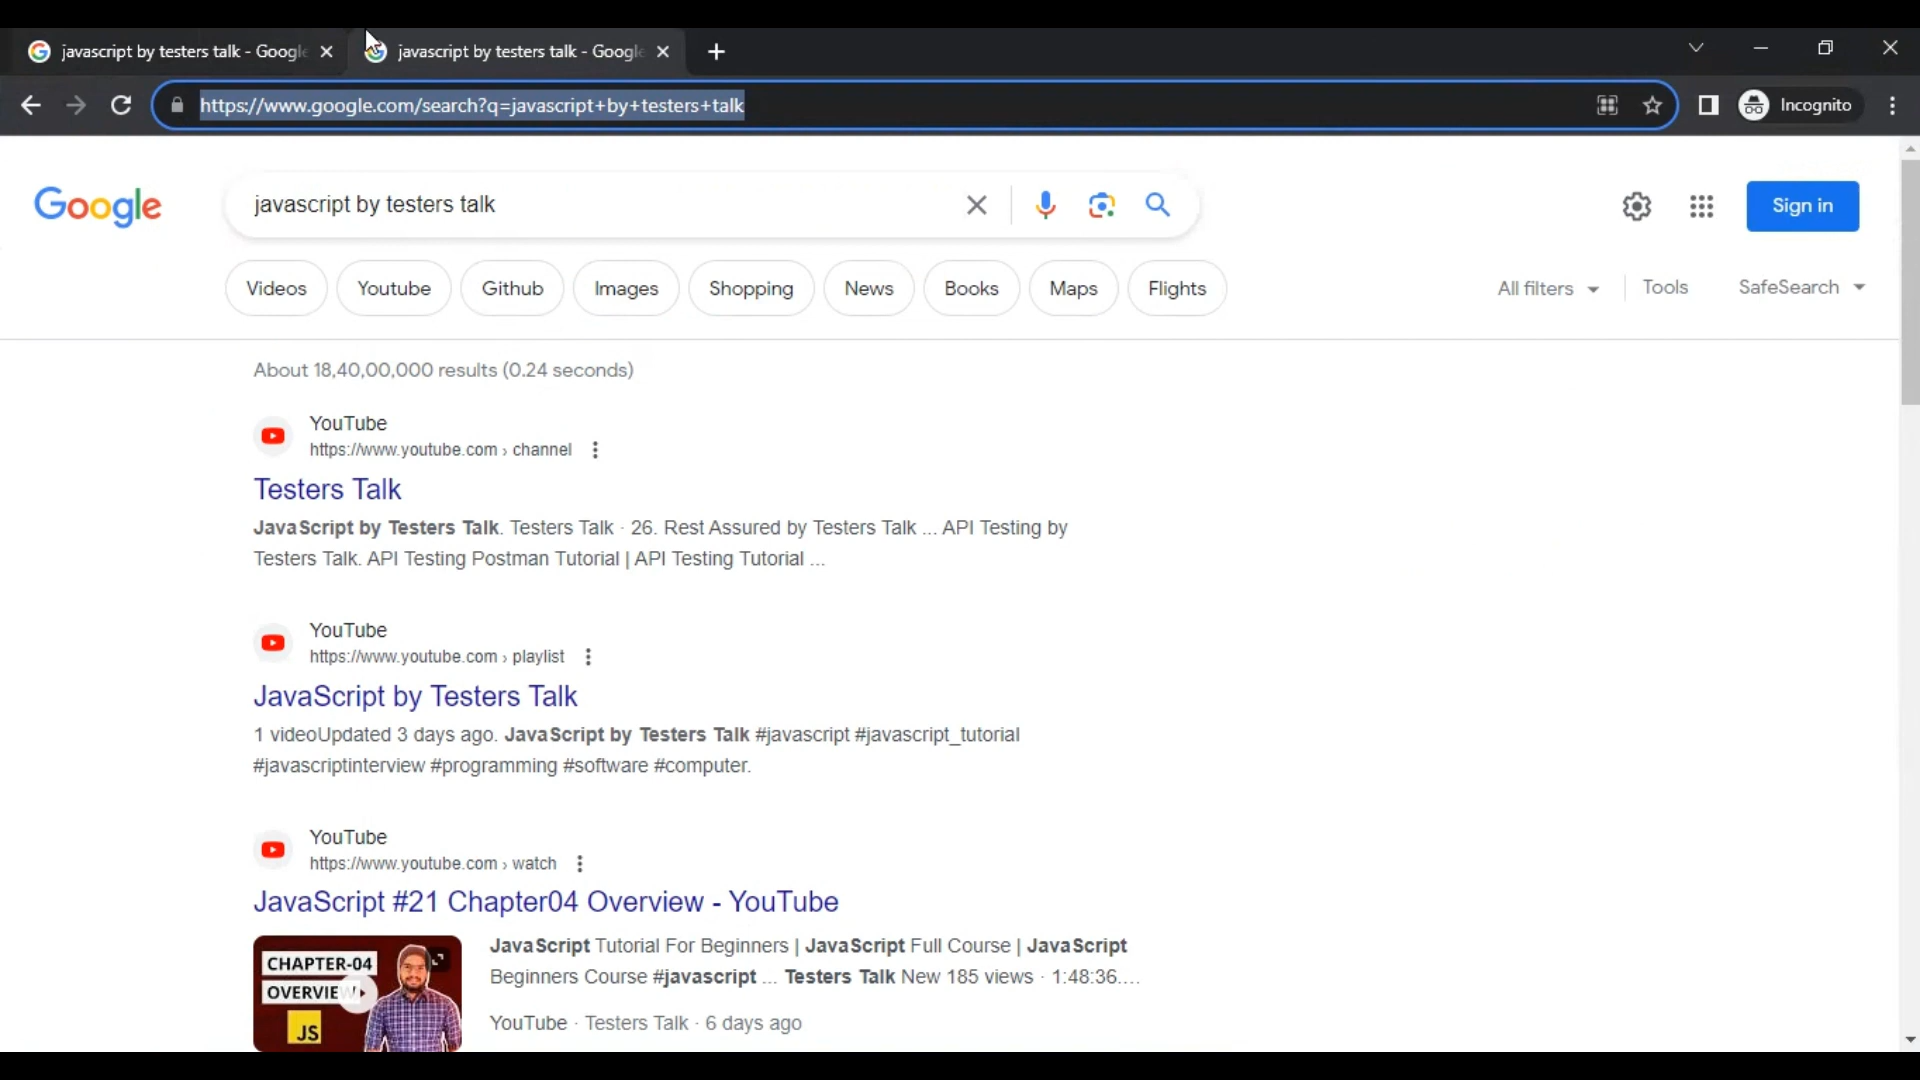 javascript by testers talk - Google
javascript by testers talk - Google
https://www.google.com/search?q=javascript+by+testers+talk
Incognito
Google
javascript by testers talk
Sign in
Videos
Youtube
Github
Images
Shopping
News
Books
Maps
Flights
All filters
Tools
SafeSearch
About 18,40,00,000 results (0.24 seconds)
YouTube
https://www.youtube.com › channel
Testers Talk
JavaScript by Testers Talk. Testers Talk · 26. Rest Assured by Testers Talk ... API Testing by
Testers Talk. API Testing Postman Tutorial | API Testing Tutorial ...
YouTube
https://www.youtube.com › playlist
JavaScript by Testers Talk
1 videoUpdated 3 days ago. JavaScript by Testers Talk #javascript #javascript_tutorial
#javascriptinterview #programming #software #computer.
YouTube
https://www.youtube.com › watch
JavaScript #21 Chapter04 Overview - YouTube
CHAPTER-04
OVERVIEW
JS
JavaScript Tutorial For Beginners | JavaScript Full Course | JavaScript
Beginners Course #javascript ... Testers Talk New 185 views · 1:48:36....
YouTube · Testers Talk · 6 days ago